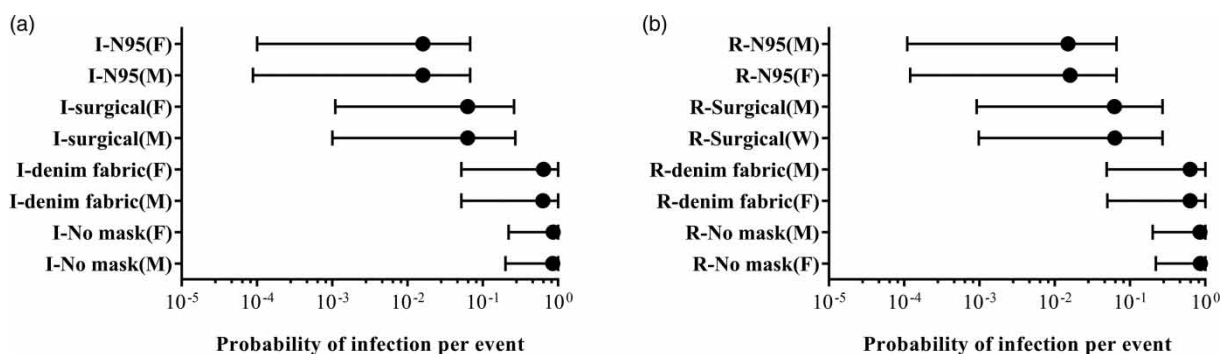 (a)
I-N95(F)
I-N95(M)
I-surgical(F)
I-surgical(M)
I-denim fabric(F)
I-denim fabric(M)
I-No mask(F)
I-No mask(M)
10-5 10-4 10-3 10-2 10-1 100
Probability of infection per event
(b)
R-N95(M)
R-N95(F)
R-Surgical(M)
R-Surgical(W)
R-denim fabric(M)
R-denim fabric(F)
R-No mask(M)
R-No mask(F)
10-5 10-4 10-3 10-2 10-1 100
Probability of infection per event